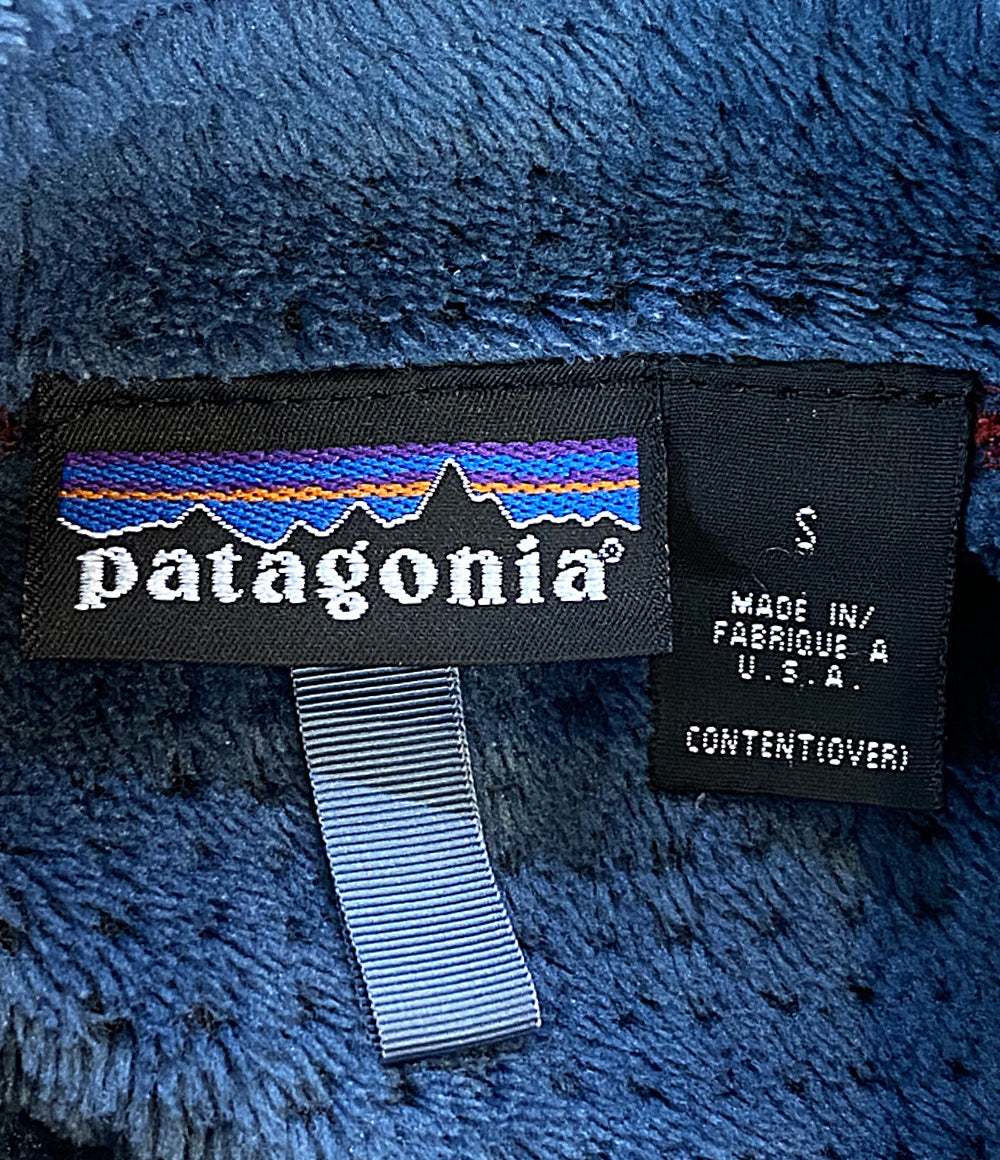 patagonia®
S
MADE IN/
FABRIQUE A
U.S.A.
CONTENT(OVER)